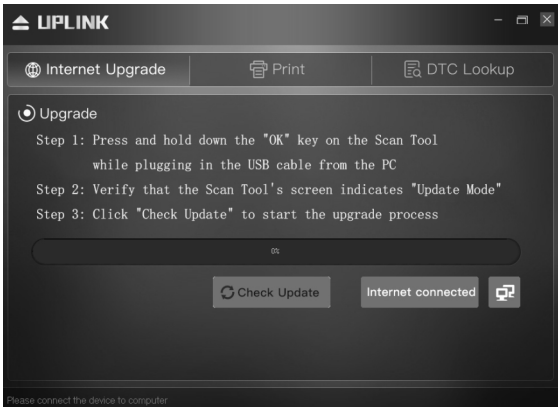 UPLINK
Internet Upgrade
Print
DTC Lookup
Upgrade
Step 1: Press and hold down the "OK" key on the Scan Tool
while plugging in the USB cable from the PC
Step 2: Verify that the Scan Tool's screen indicates "Update Mode"
Step 3: Click "Check Update" to start the upgrade process
0%
Check Update
Internet connected
Please connect the device to computer